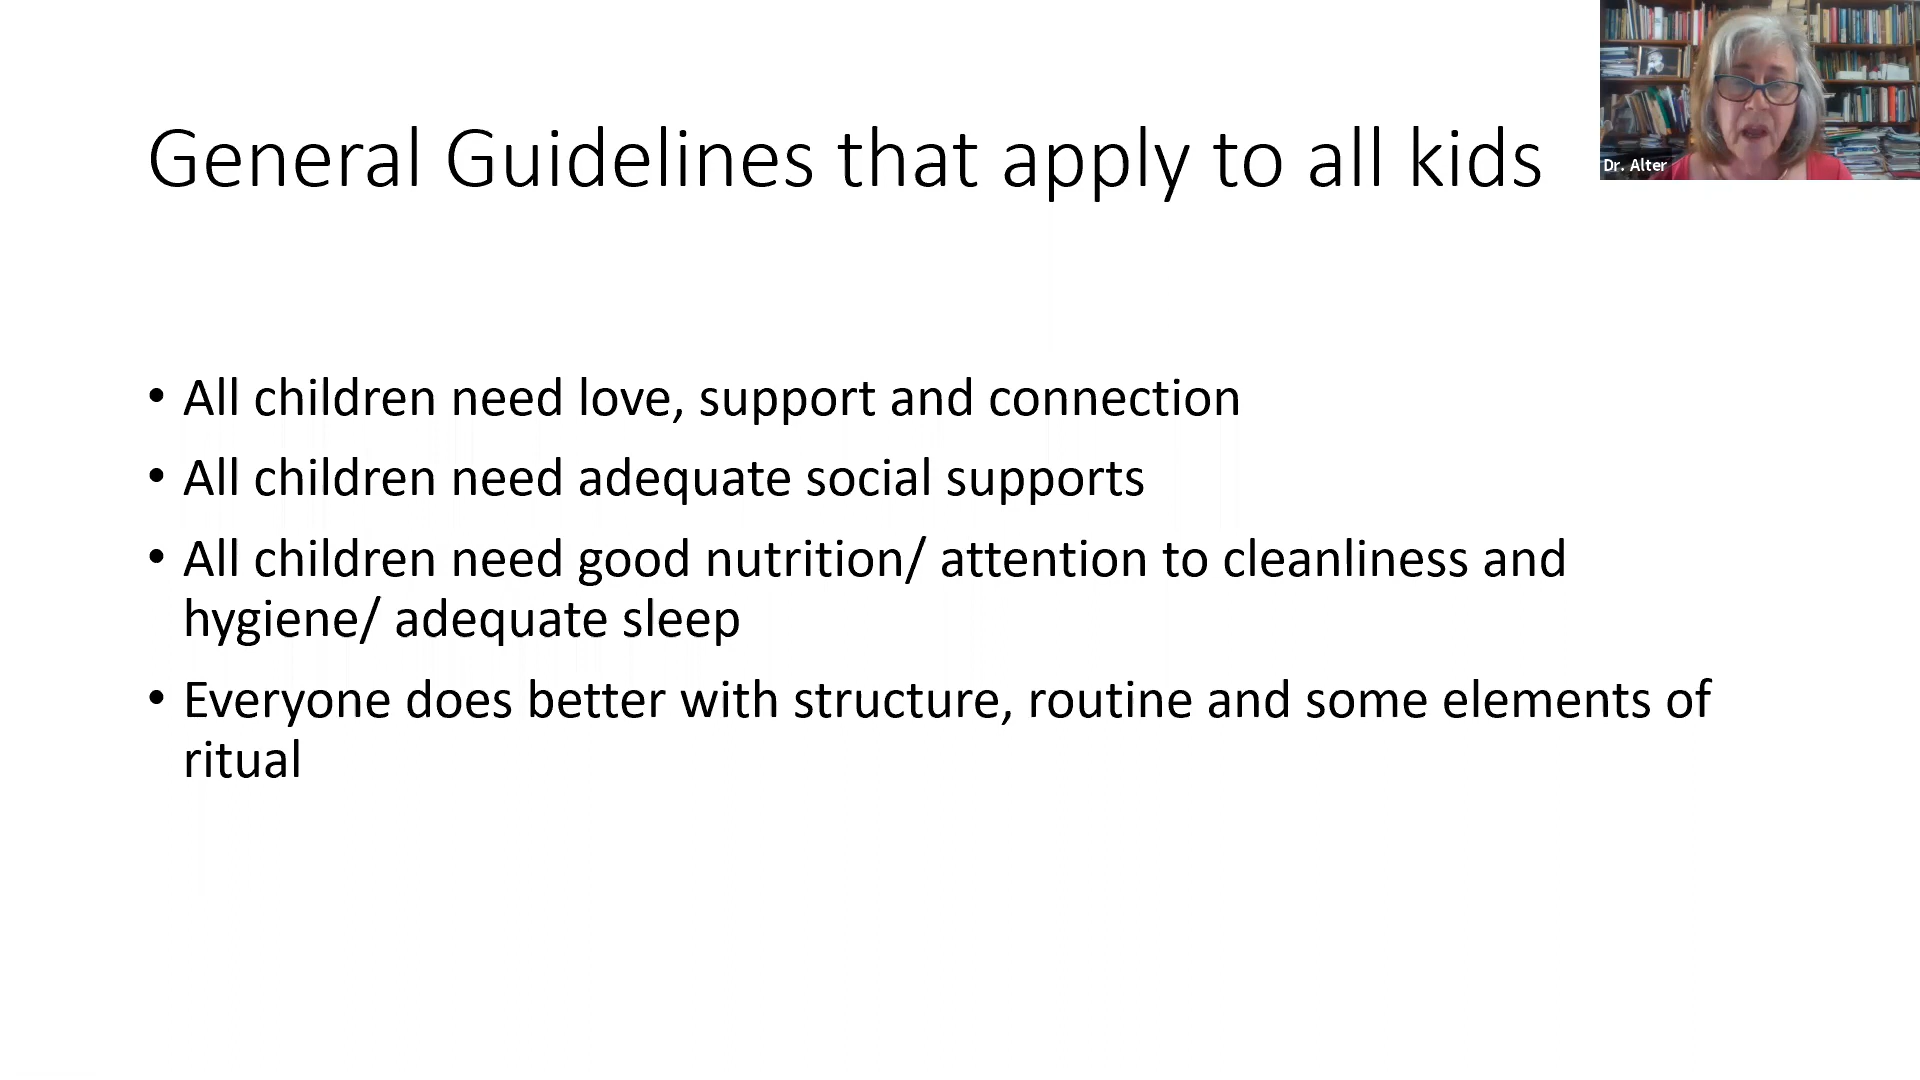 General Guidelines that apply to all kids
Dr. Alter
• All children need love, support and connection
• All children need adequate social supports
• All children need good nutrition/ attention to cleanliness and
hygiene/ adequate sleep
• Everyone does better with structure, routine and some elements of
ritual